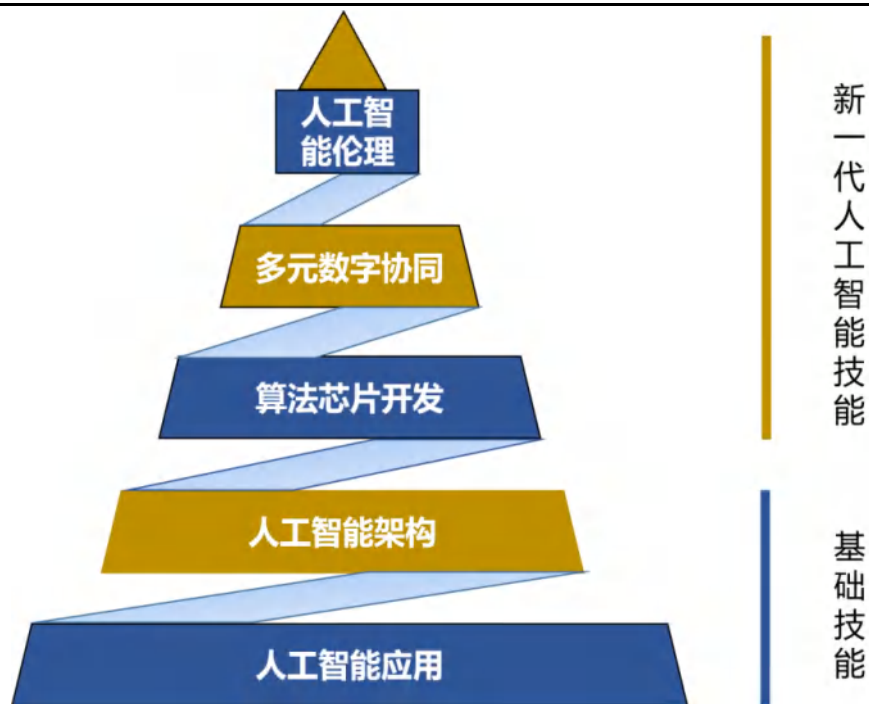 人工智
能伦理
多元数字协同
算法芯片开发
人工智能架构
人工智能应用
新一代人工智能技能
基础技能